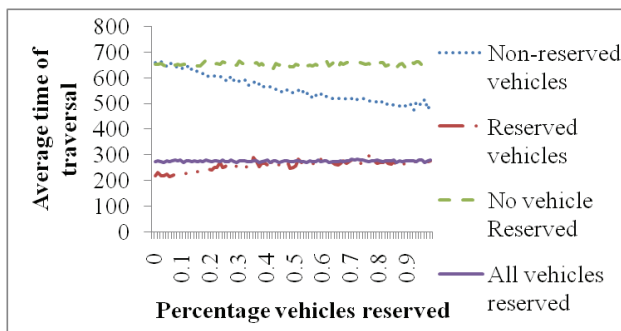 Average time of
traversal
800
700
600
500
400
300
200
100
0
0
0.1
0.2
0.3
0.4
0.5
0.6
0.7
0.8
0.9
Percentage vehicles reserved
Non-reserved
vehicles
Reserved
vehicles
No vehicle
Reserved
All vehicles
reserved